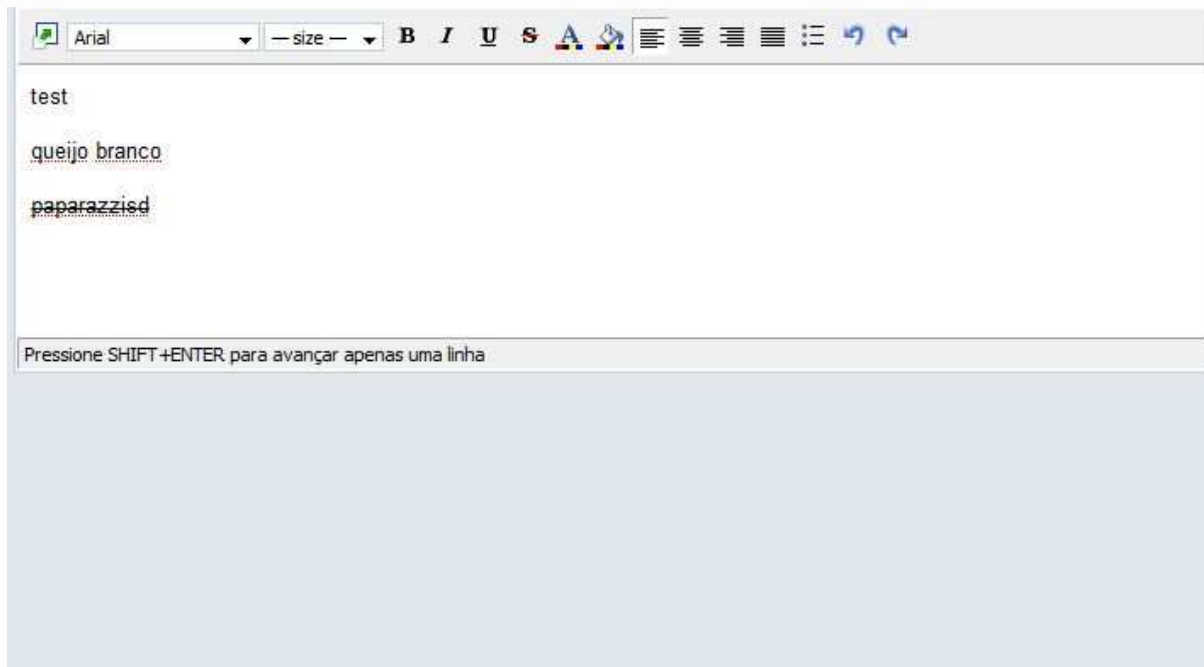 Arial — size — B I U S A
test
queijo branco
paparazzisd
Pressione SHIFT+ENTER para avançar apenas uma linha